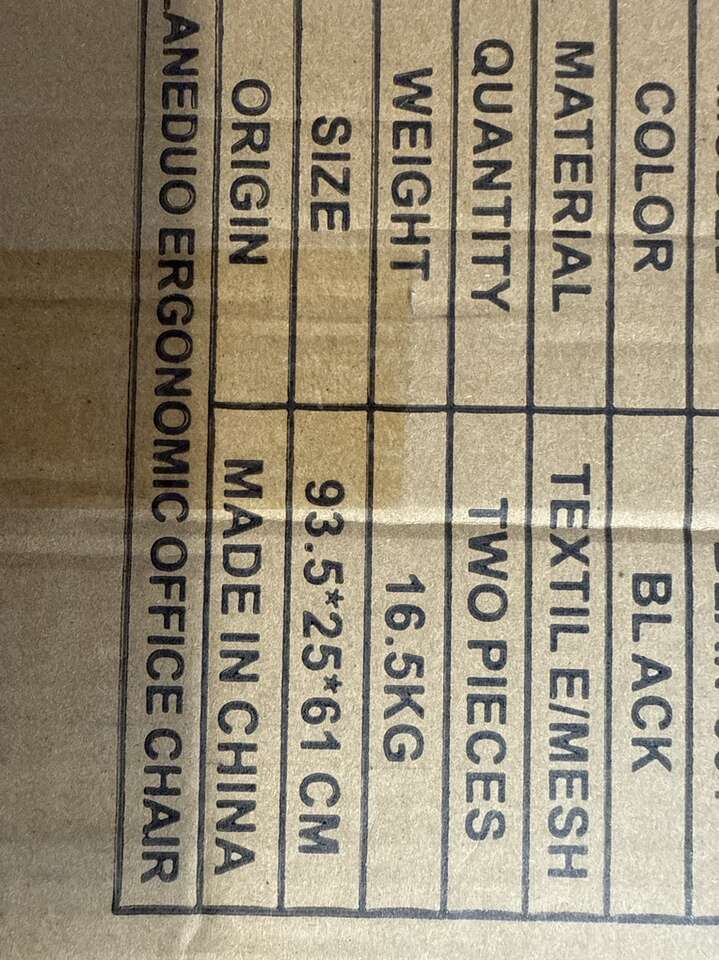 COLOR BLACK
MATERIAL TEXTIL E/MESH
QUANTITY TWO PIECES
WEIGHT 16.5KG
SIZE 93.5*25*61 CM
ORIGIN MADE IN CHINA
LANEDUO ERGONOMIC OFFICE CHAIR